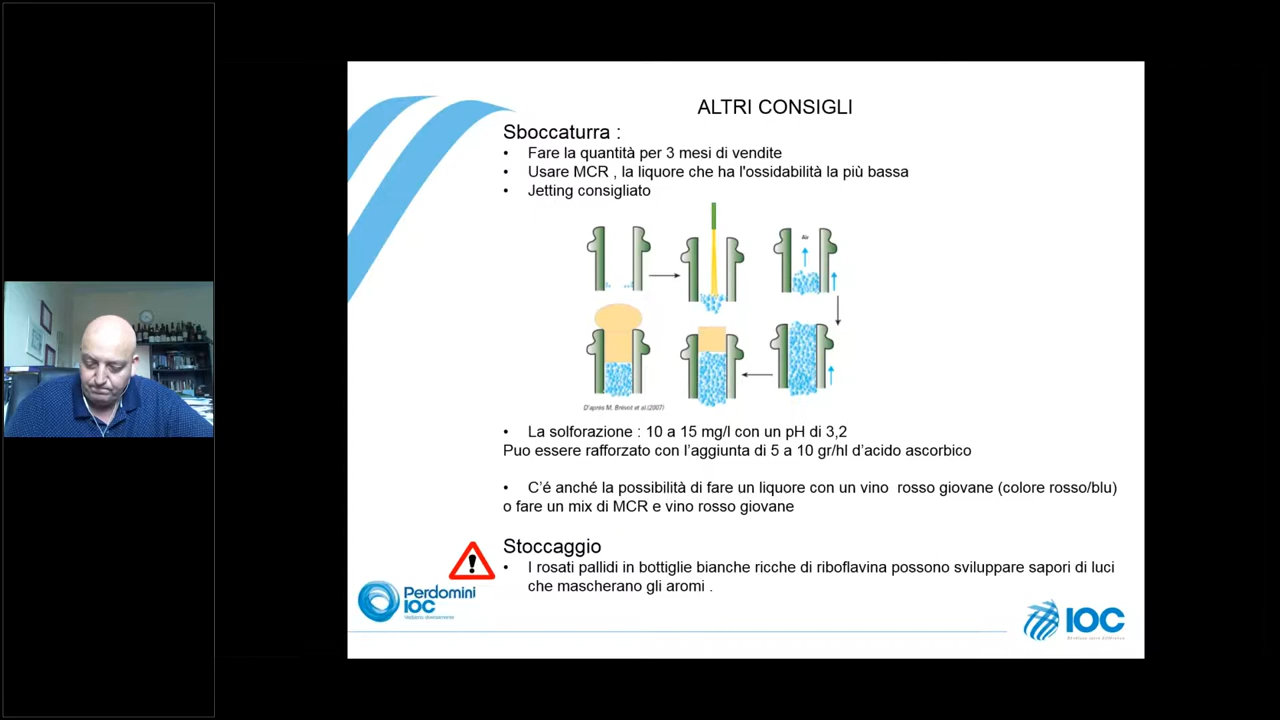 ALTRI CONSIGLI
Sboccaturra :
• Fare la quantità per 3 mesi di vendite
• Usare MCR , la liquore che ha l'ossidabilità la più bassa
• Jetting consigliato
Air
D'après M. Brévot et al.(2007)
• La solforazione : 10 a 15 mg/l con un pH di 3,2
Puo essere rafforzato con l’aggiunta di 5 a 10 gr/hl d’acido ascorbico
• C’é anché la possibilità di fare un liquore con un vino rosso giovane (colore rosso/blu)
o fare un mix di MCR e vino rosso giovane
Stoccaggio
• I rosati pallidi in bottiglie bianche ricche di riboflavina possono sviluppare sapori di luci
che mascherano gli aromi .
Perdomini
IOC
IOC